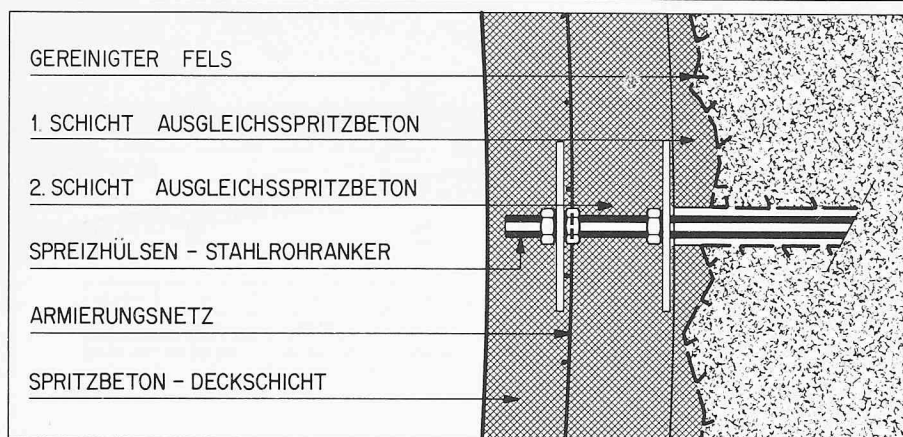 GEREINIGTER FELS
1. SCHICHT AUSGLEICHSSPRITZBETON
2. SCHICHT AUSGLEICHSSPRITZBETON
SPREIZHÜLSEN - STAHLROHRANKER
ARMIERUNGSNETZ
SPRITZBETON - DECKSCHICHT